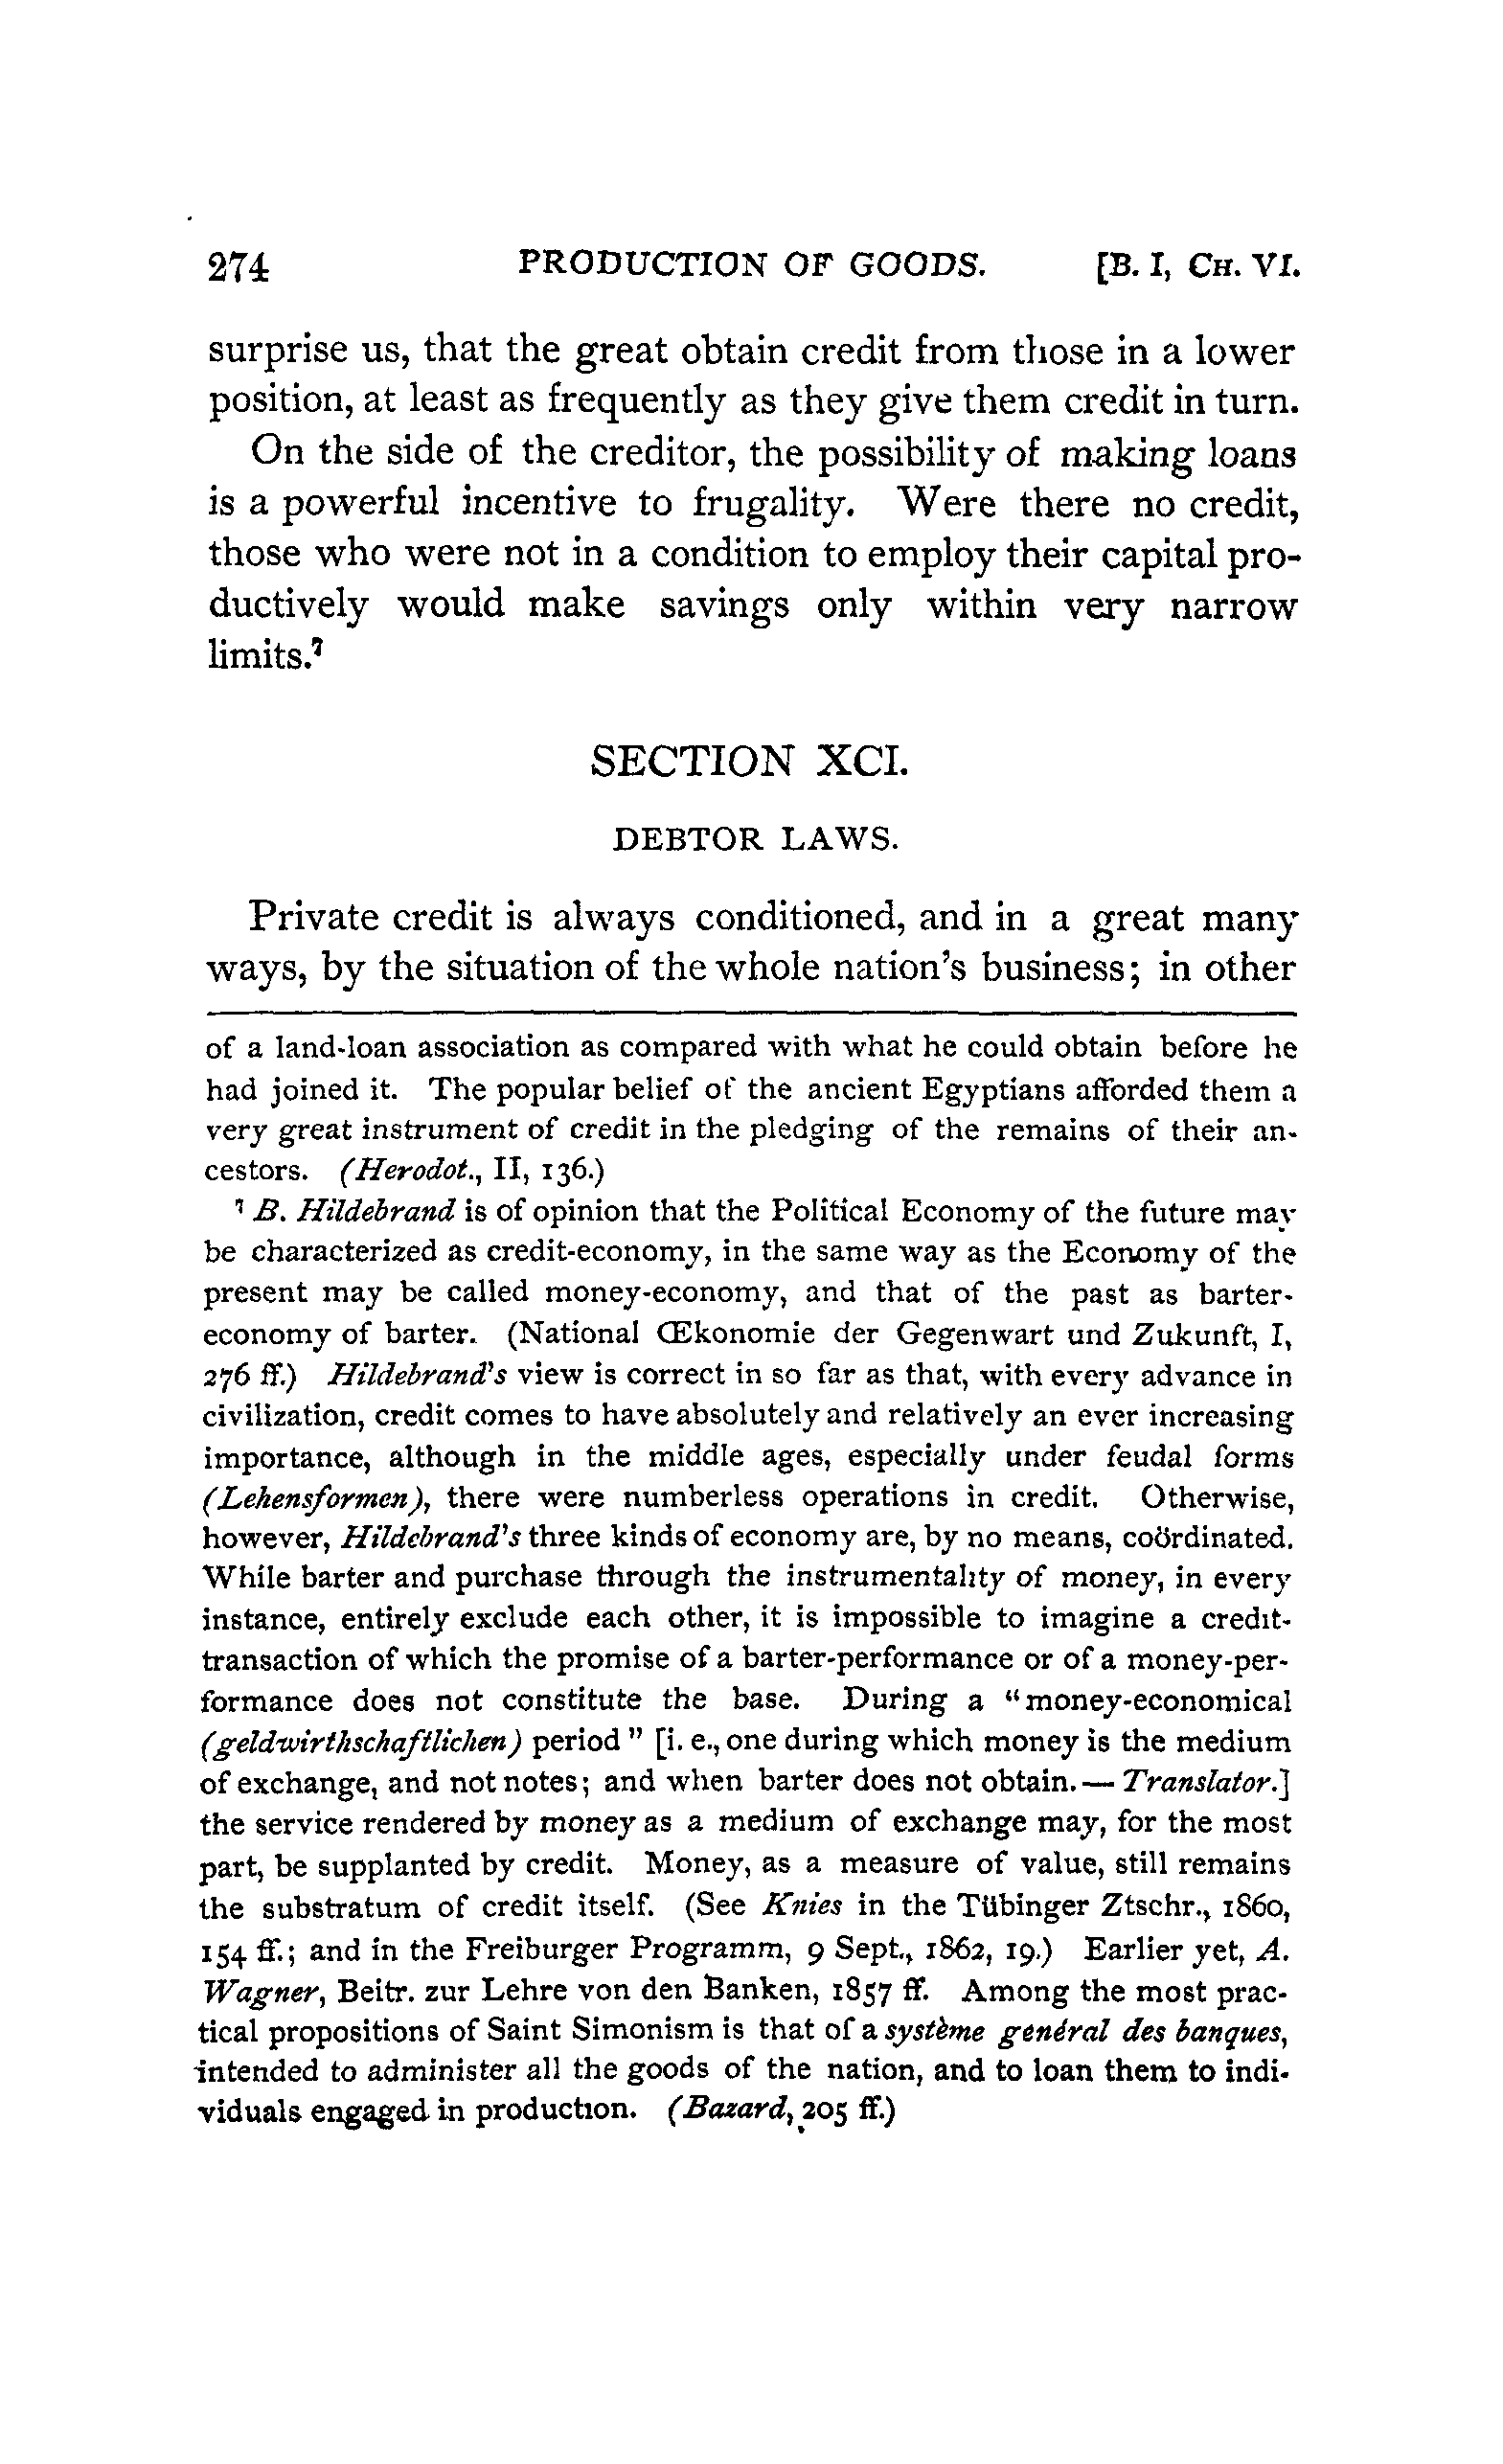 274 PRODUCTION OF GOODS. [B. I, CH. VI.
surprise us, that the great obtain credit from those in a lower
position, at least as frequently as they give them credit in turn.
On the side of the creditor, the possibility of making loans
is a powerful incentive to frugality. Were there no credit,
those who were not in a condition to employ their capital pro-
ductively would make savings only within very narrow
limits.⁷
SECTION XCI.
DEBTOR LAWS.
Private credit is always conditioned, and in a great many
ways, by the situation of the whole nation's business; in other
of a land-loan association as compared with what he could obtain before he
had joined it. The popular belief of the ancient Egyptians afforded them a
very great instrument of credit in the pledging of the remains of their an-
cestors. (Herodot., II, 136.)
⁷ B. Hildebrand is of opinion that the Political Economy of the future may
be characterized as credit-economy, in the same way as the Economy of the
present may be called money-economy, and that of the past as barter-
economy of barter. (National Œkonomie der Gegenwart und Zukunft, I,
276 ff.) Hildebrand's view is correct in so far as that, with every advance in
civilization, credit comes to have absolutely and relatively an ever increasing
importance, although in the middle ages, especially under feudal forms
(Lehensformen), there were numberless operations in credit. Otherwise,
however, Hildebrand's three kinds of economy are, by no means, coördinated.
While barter and purchase through the instrumentality of money, in every
instance, entirely exclude each other, it is impossible to imagine a credit-
transaction of which the promise of a barter-performance or of a money-per-
formance does not constitute the base. During a "money-economical
(geldwirthschaftlichen) period" [i. e., one during which money is the medium
of exchange, and not notes; and when barter does not obtain. — Translator.]
the service rendered by money as a medium of exchange may, for the most
part, be supplanted by credit. Money, as a measure of value, still remains
the substratum of credit itself. (See Knies in the Tübinger Ztschr., 1860,
154 ff.; and in the Freiburger Programm, 9 Sept., 1862, 19.) Earlier yet, A.
Wagner, Beitr. zur Lehre von den Banken, 1857 ff. Among the most prac-
tical propositions of Saint Simonism is that of a système genéral des banques,
intended to administer all the goods of the nation, and to loan them to indi-
viduals engaged in production. (Bazard, 205 ff.)